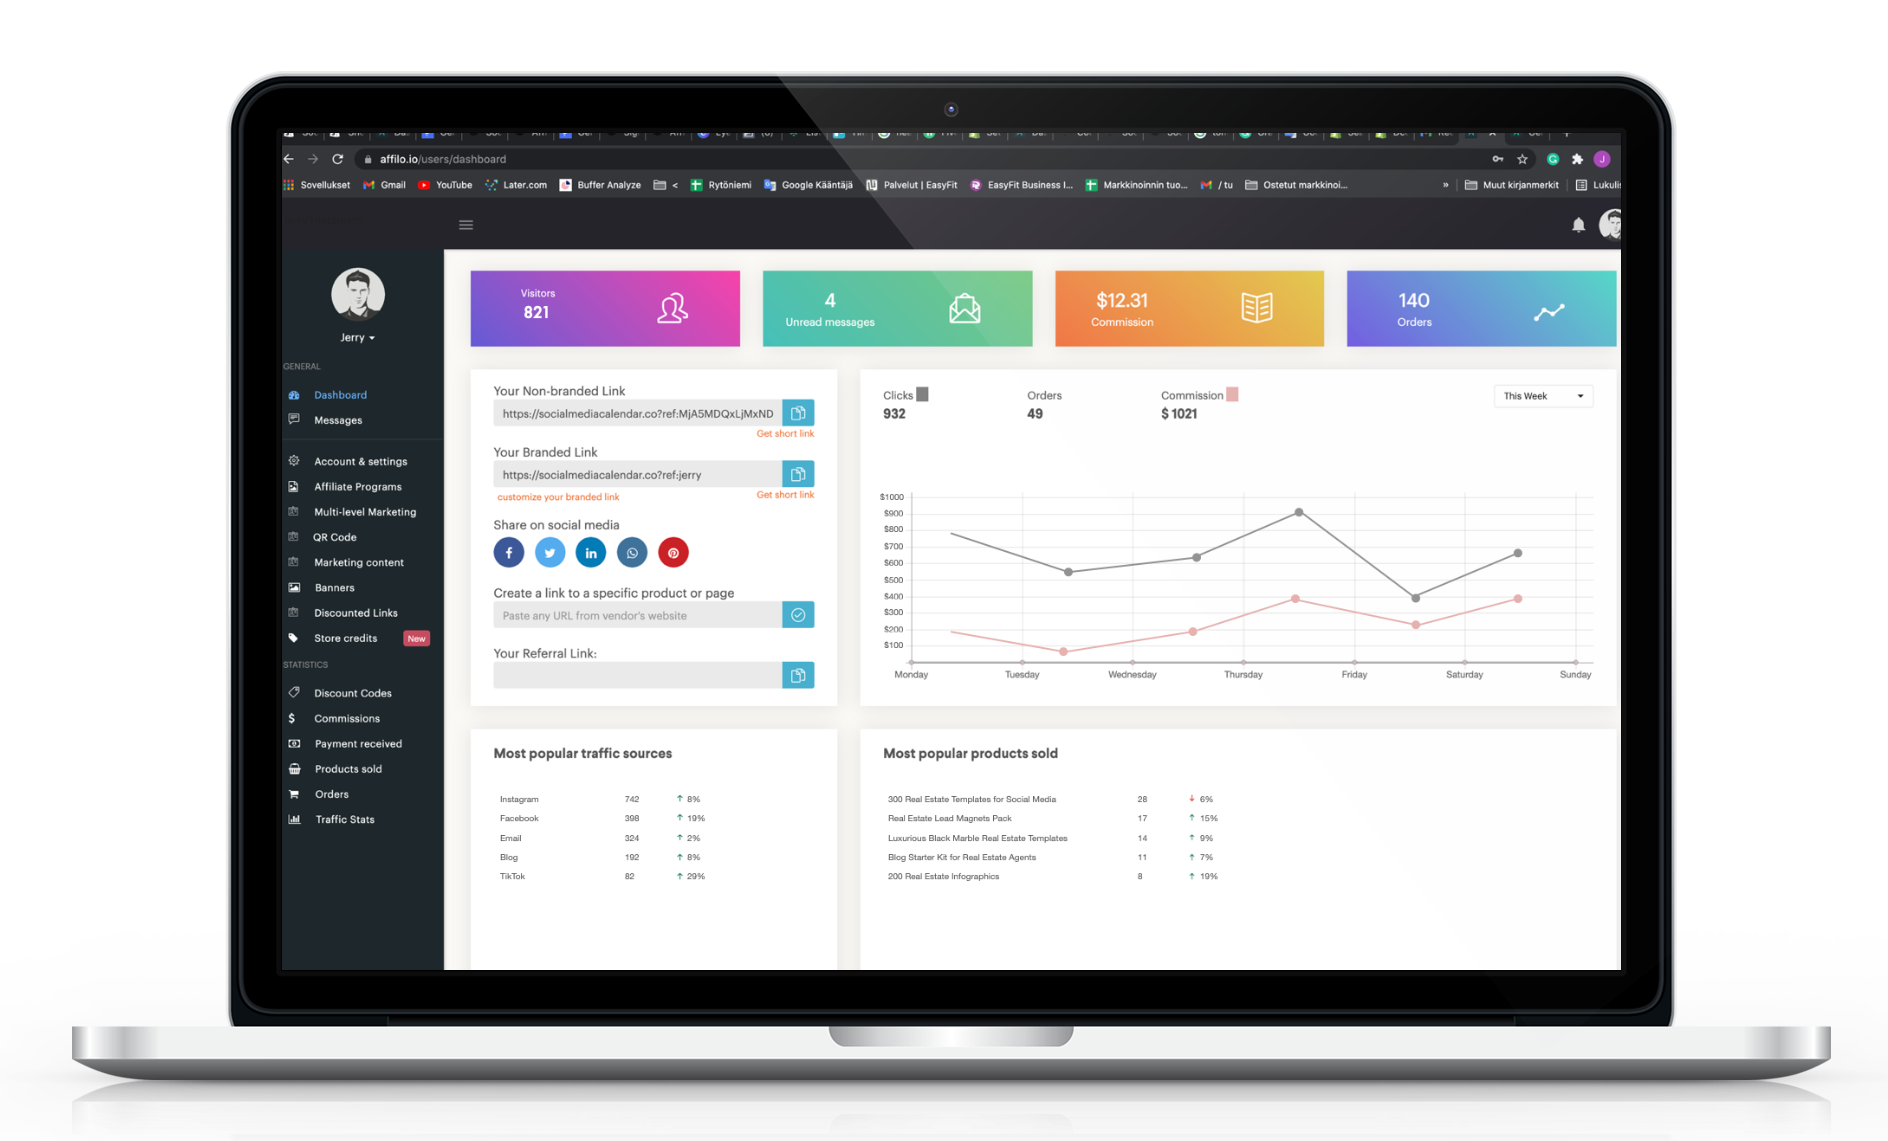 affilo.io/users/dashboard
Sovellukset Gmail YouTube Later.com Buffer Analyze < Rytöniemi Google Kääntäjä Palvelut | EasyFit EasyFit Business I... Markkinoinnin tuo... / tu Ostetut markkinoi... » Muut kirjanmerkit Lukulis
J
Jerry
GENERAL
Dashboard
Messages
Account & settings
Affiliate Programs
Multi-level Marketing
QR Code
Marketing content
Banners
Discounted Links
Store credits New
STATISTICS
Discount Codes
Commissions
Payment received
Products sold
Orders
Traffic Stats
Visitors
821
4
Unread messages
$12.31
Commission
140
Orders
Your Non-branded Link
https://socialmediacalendar.co?ref:MjA5MDQxLjMxND
Get short link
Your Branded Link
https://socialmediacalendar.co?ref:jerry
customize your branded link Get short link
Share on social media
Create a link to a specific product or page
Paste any URL from vendor's website
Your Referral Link:
Clicks Orders Commission
932 49 $ 1021
This Week
$1000
$900
$800
$700
$600
$500
$400
$300
$200
$100
Monday Tuesday Wednesday Thursday Friday Saturday Sunday
Most popular traffic sources
Instagram 742 ↑ 8%
Facebook 398 ↑ 19%
Email 324 ↑ 2%
Blog 192 ↑ 8%
TikTok 82 ↑ 29%
Most popular products sold
300 Real Estate Templates for Social Media 28 ↓ 6%
Real Estate Lead Magnets Pack 17 ↑ 15%
Luxurious Black Marble Real Estate Templates 14 ↑ 9%
Blog Starter Kit for Real Estate Agents 11 ↑ 7%
200 Real Estate Infographics 8 ↑ 19%